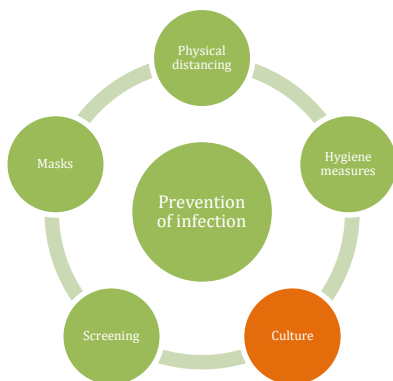 Physical
distancing
Hygiene
measures
Masks
Prevention
of infection
Screening
Culture